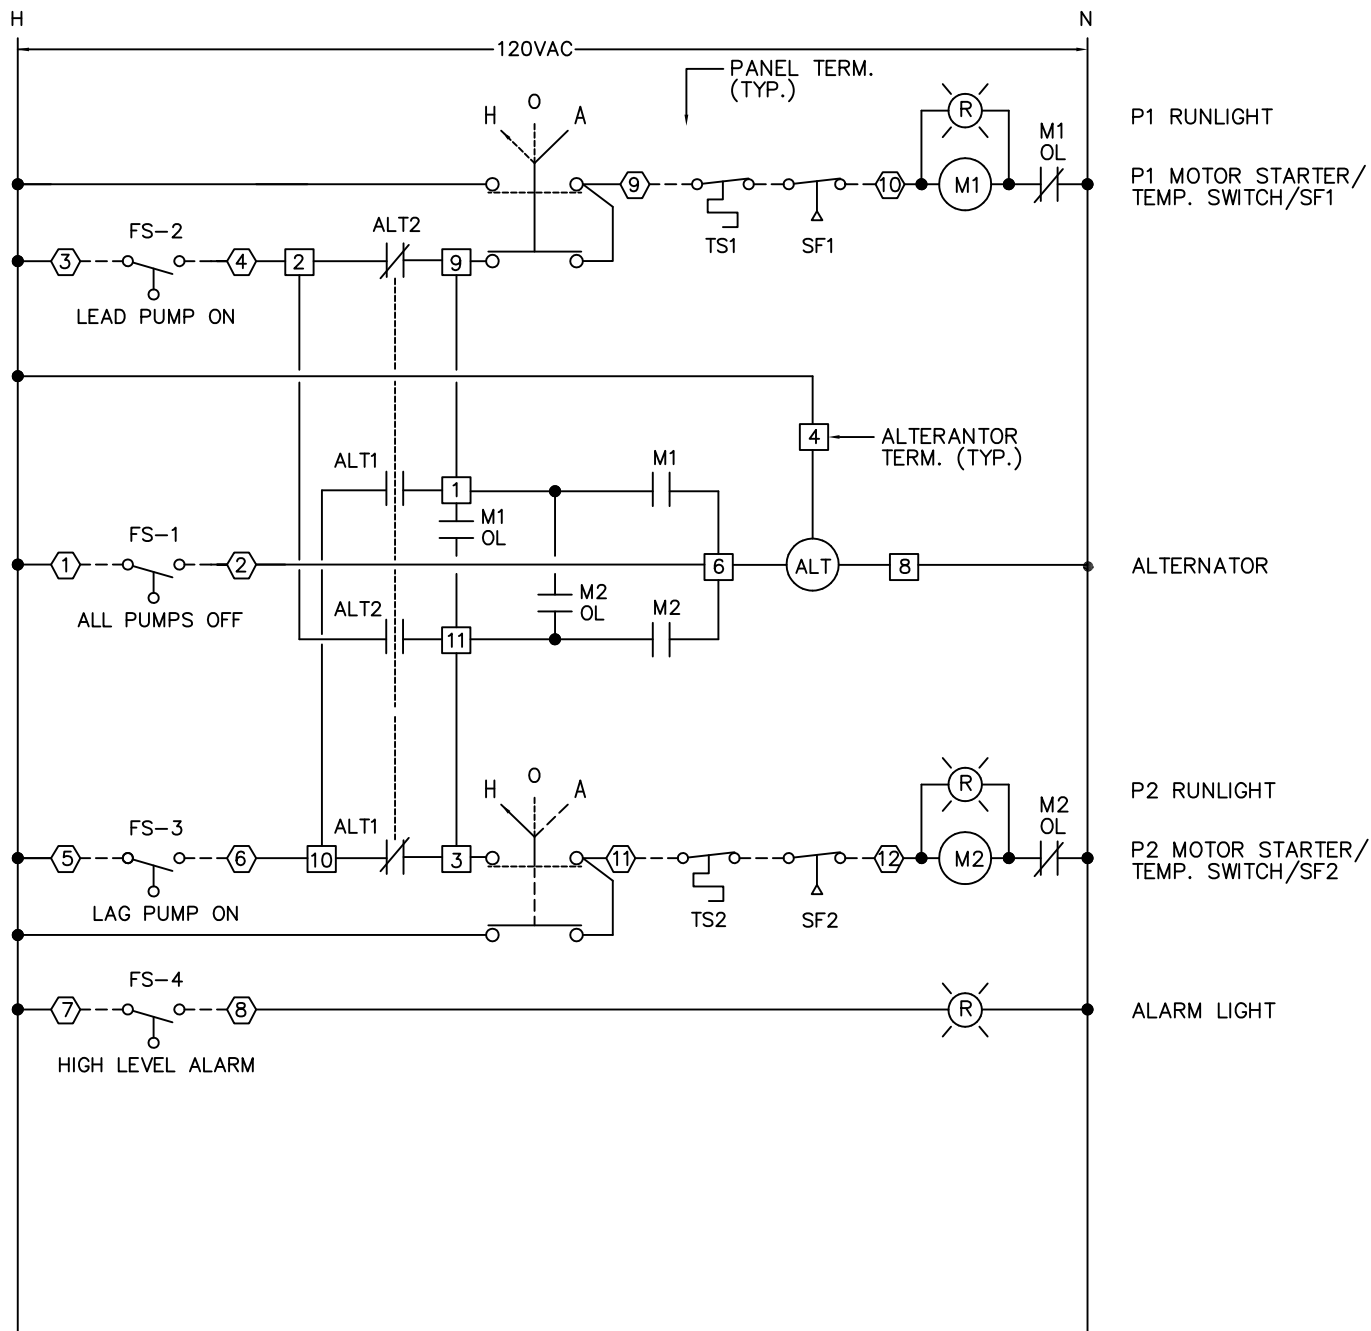 H
N
120VAC
PANEL TERM.
(TYP.)
H O A
R
P1 RUNLIGHT
M1
OL
9
TS1
SF1
10
M1
P1 MOTOR STARTER/
TEMP. SWITCH/SF1
FS-2
3
4
2
ALT2
9
LEAD PUMP ON
4
ALTERANTOR
TERM. (TYP.)
ALT1
1
M1
M1
OL
FS-1
1
2
6
ALT
8
ALTERNATOR
ALL PUMPS OFF
M2
OL
ALT2
11
M2
H O A
R
P2 RUNLIGHT
M2
OL
FS-3
5
6
10
ALT1
3
11
TS2
SF2
12
M2
P2 MOTOR STARTER/
TEMP. SWITCH/SF2
LAG PUMP ON
FS-4
7
8
R
ALARM LIGHT
HIGH LEVEL ALARM